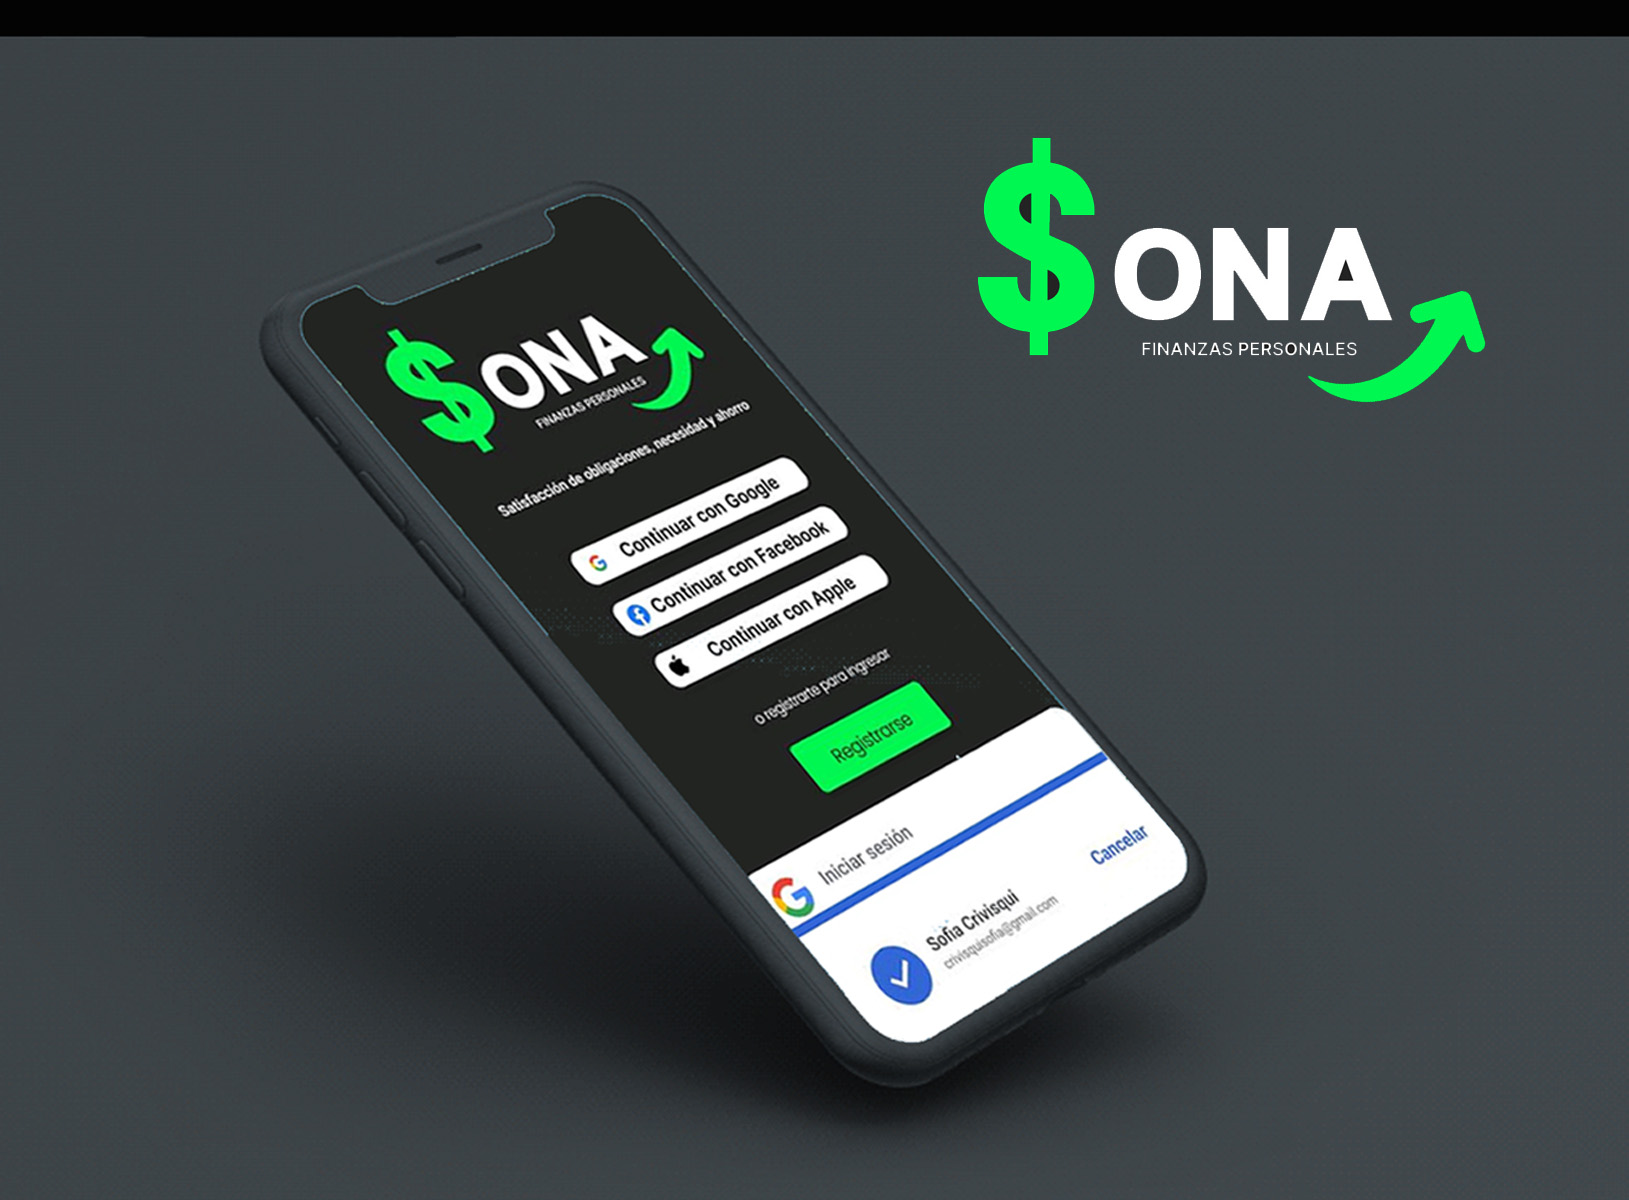 $ONA
FINANZAS PERSONALES
$ONA
FINANZAS PERSONALES
Satisfacción de obligaciones, necesidad y ahorro
Continuar con Google
Continuar con Facebook
Continuar con Apple
o registrarte para ingresar
Registrarse
Iniciar sesión
Cancelar
Sofia Crivisqui
crivisquisofia@gmail.com